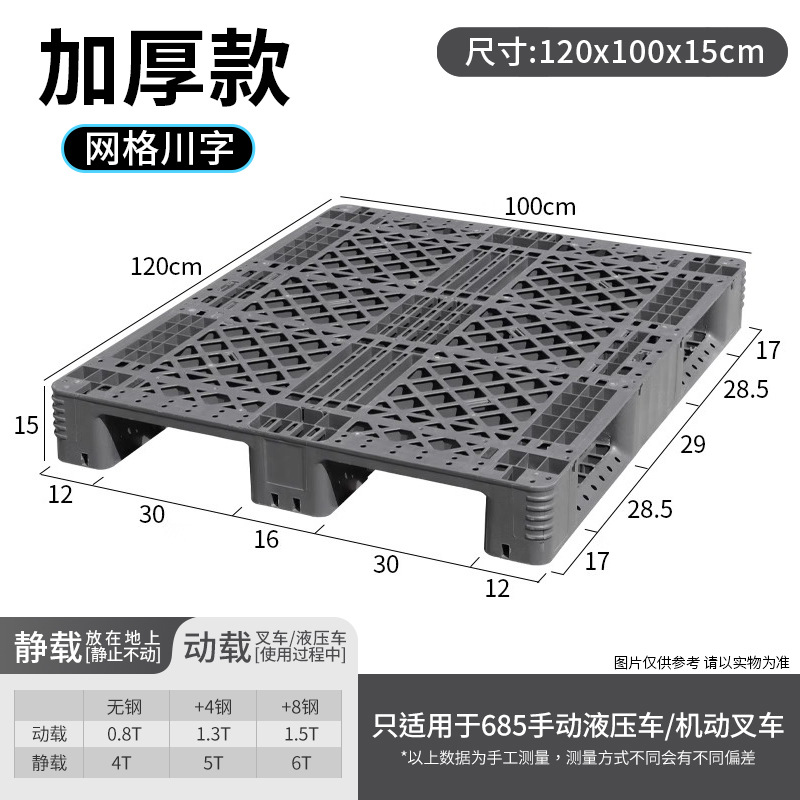 加厚款
网格川字
尺寸:120x100x15cm
100cm
120cm
15
12
30
16
30
12
17
28.5
29
28.5
17
图片仅供参考 请以实物为准
静载 放在地上
[静止不动]
动载 叉车/液压车
[使用过程中]
无钢 +4钢 +8钢
动载 0.8T 1.3T 1.5T
静载 4T 5T 6T
只适用于685手动液压车/机动叉车
*以上数据为手工测量，测量方式不同会有不同偏差